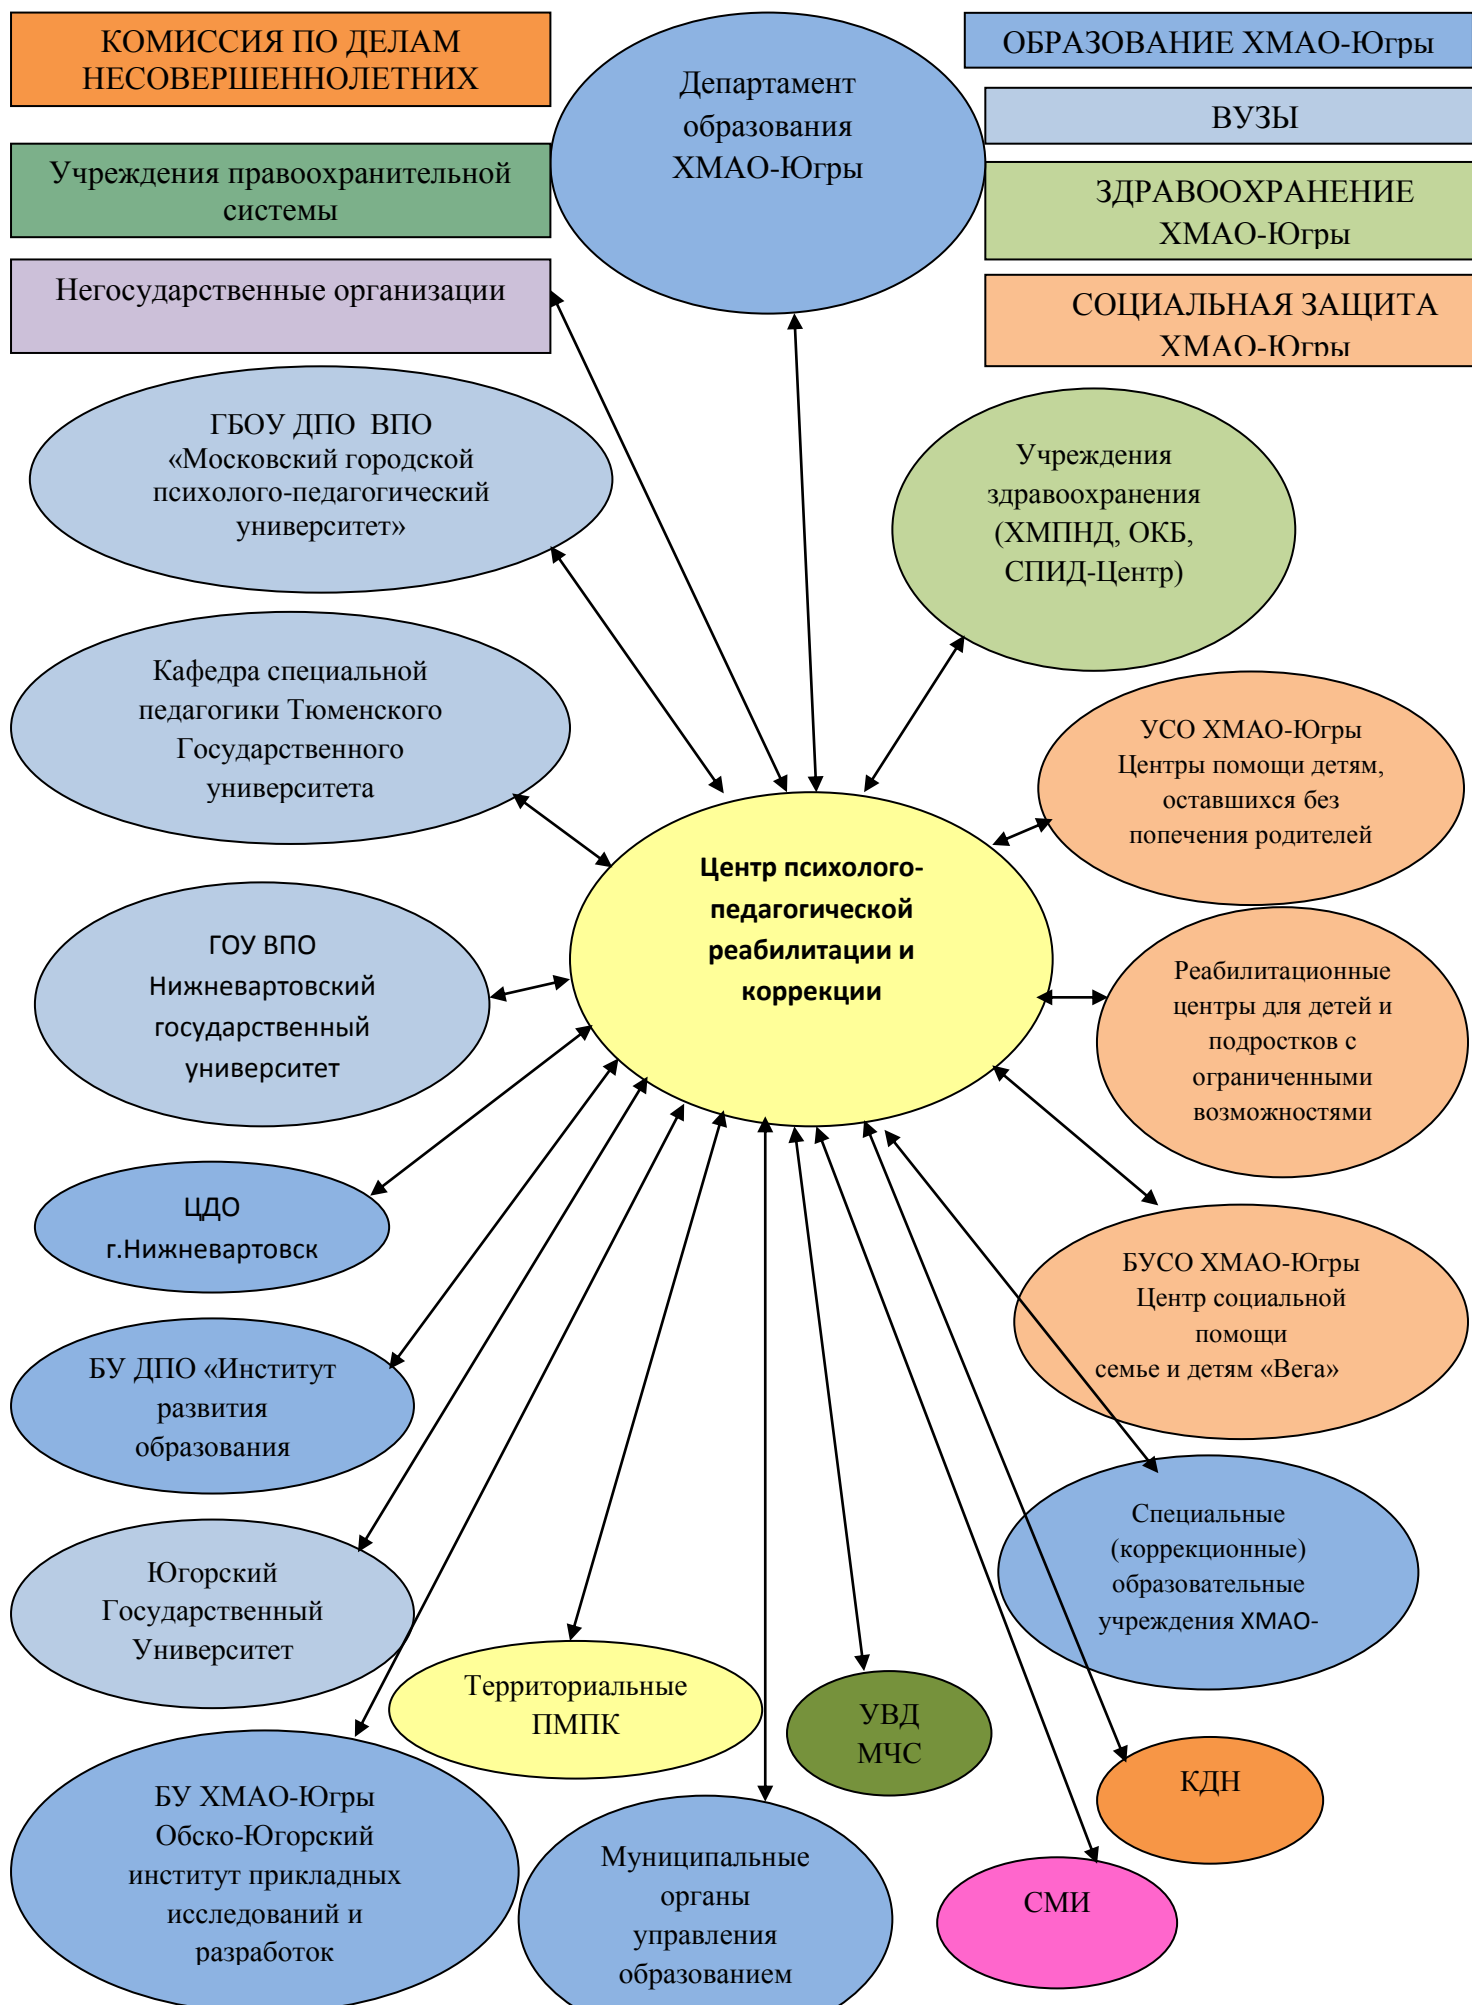 КОМИССИЯ ПО ДЕЛАМ
НЕСОВЕРШЕННОЛЕТНИХ
Учреждения правоохранительной
системы
Негосударственные организации
Департамент
образования
ХМАО-Югры
ОБРАЗОВАНИЕ ХМАО-Югры
ВУЗЫ
ЗДРАВООХРАНЕНИЕ
ХМАО-Югры
СОЦИАЛЬНАЯ ЗАЩИТА
ХМАО-Югры
ГБОУ ДПО  ВПО
«Московский городской
психолого-педагогический
университет»
Учреждения
здравоохранения
(ХМПНД, ОКБ,
СПИД-Центр)
Кафедра специальной
педагогики Тюменского
Государственного
университета
УСО ХМАО-Югры
Центры помощи детям,
оставшихся без
попечения родителей
Центр психолого-
педагогической
реабилитации и
коррекции
ГОУ ВПО
Нижневартовский
государственный
университет
Реабилитационные
центры для детей и
подростков с
ограниченными
возможностями
ЦДО
г.Нижневартовск
БУСО ХМАО-Югры
Центр социальной
помощи
семье и детям «Вега»
БУ ДПО «Институт
развития
образования
Специальные
(коррекционные)
образовательные
учреждения ХМАО-
Югорский
Государственный
Университет
Территориальные
ПМПК
УВД
МЧС
КДН
БУ ХМАО-Югры
Обско-Югорский
институт прикладных
исследований и
разработок
Муниципальные
органы
управления
образованием
СМИ